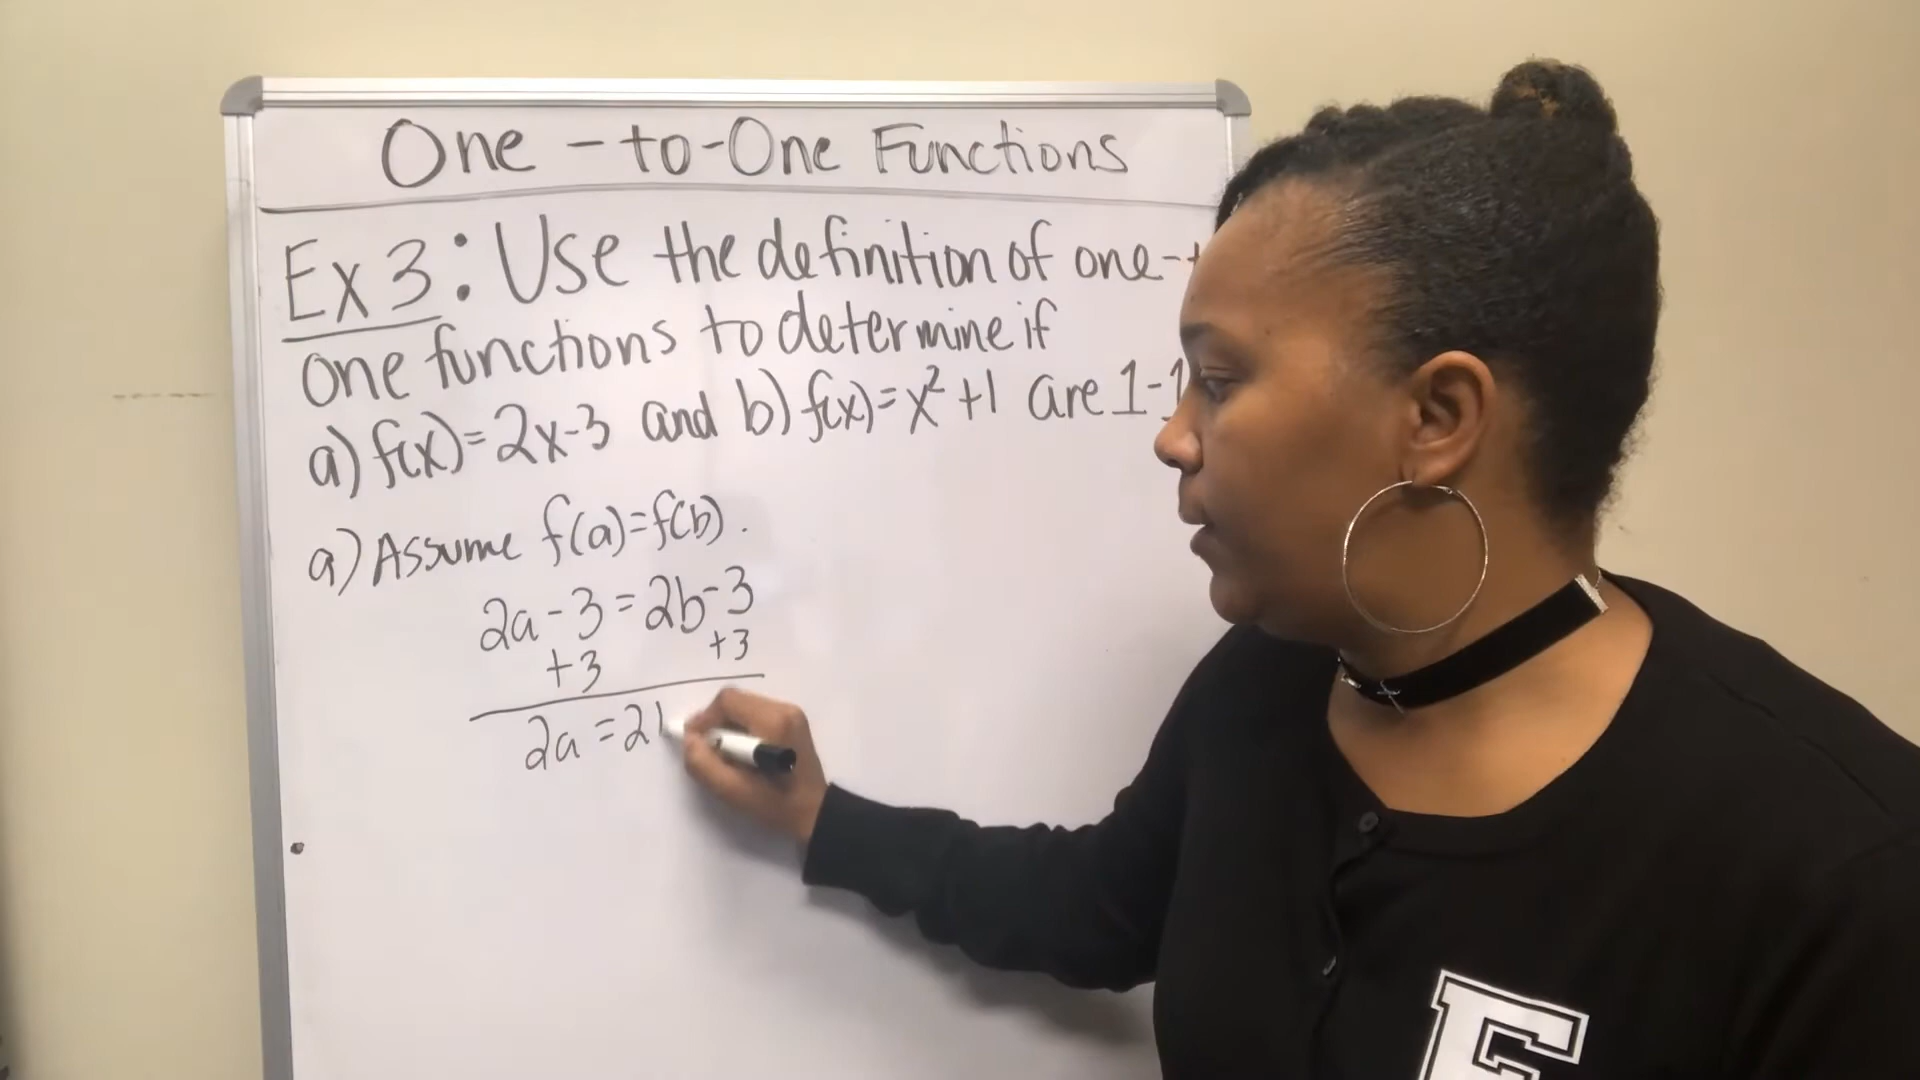 One-to-One Functions
Ex 3: Use the definition of one-
one functions to determine if
a) f(x)=2x-3 and b) f(x)=x²+1 are 1-1
a) Assume f(a)=f(b).
2a-3=2b-3
+3 +3
2a=2
E